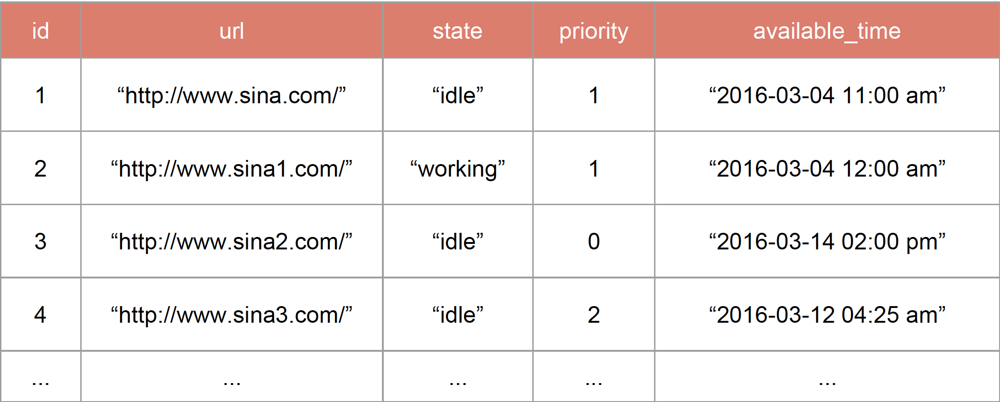 id url state priority available_time
1 “http://www.sina.com/” “idle” 1 “2016-03-04 11:00 am”
2 “http://www.sina1.com/” “working” 1 “2016-03-04 12:00 am”
3 “http://www.sina2.com/” “idle” 0 “2016-03-14 02:00 pm”
4 “http://www.sina3.com/” “idle” 2 “2016-03-12 04:25 am”
... ... ... ... ...